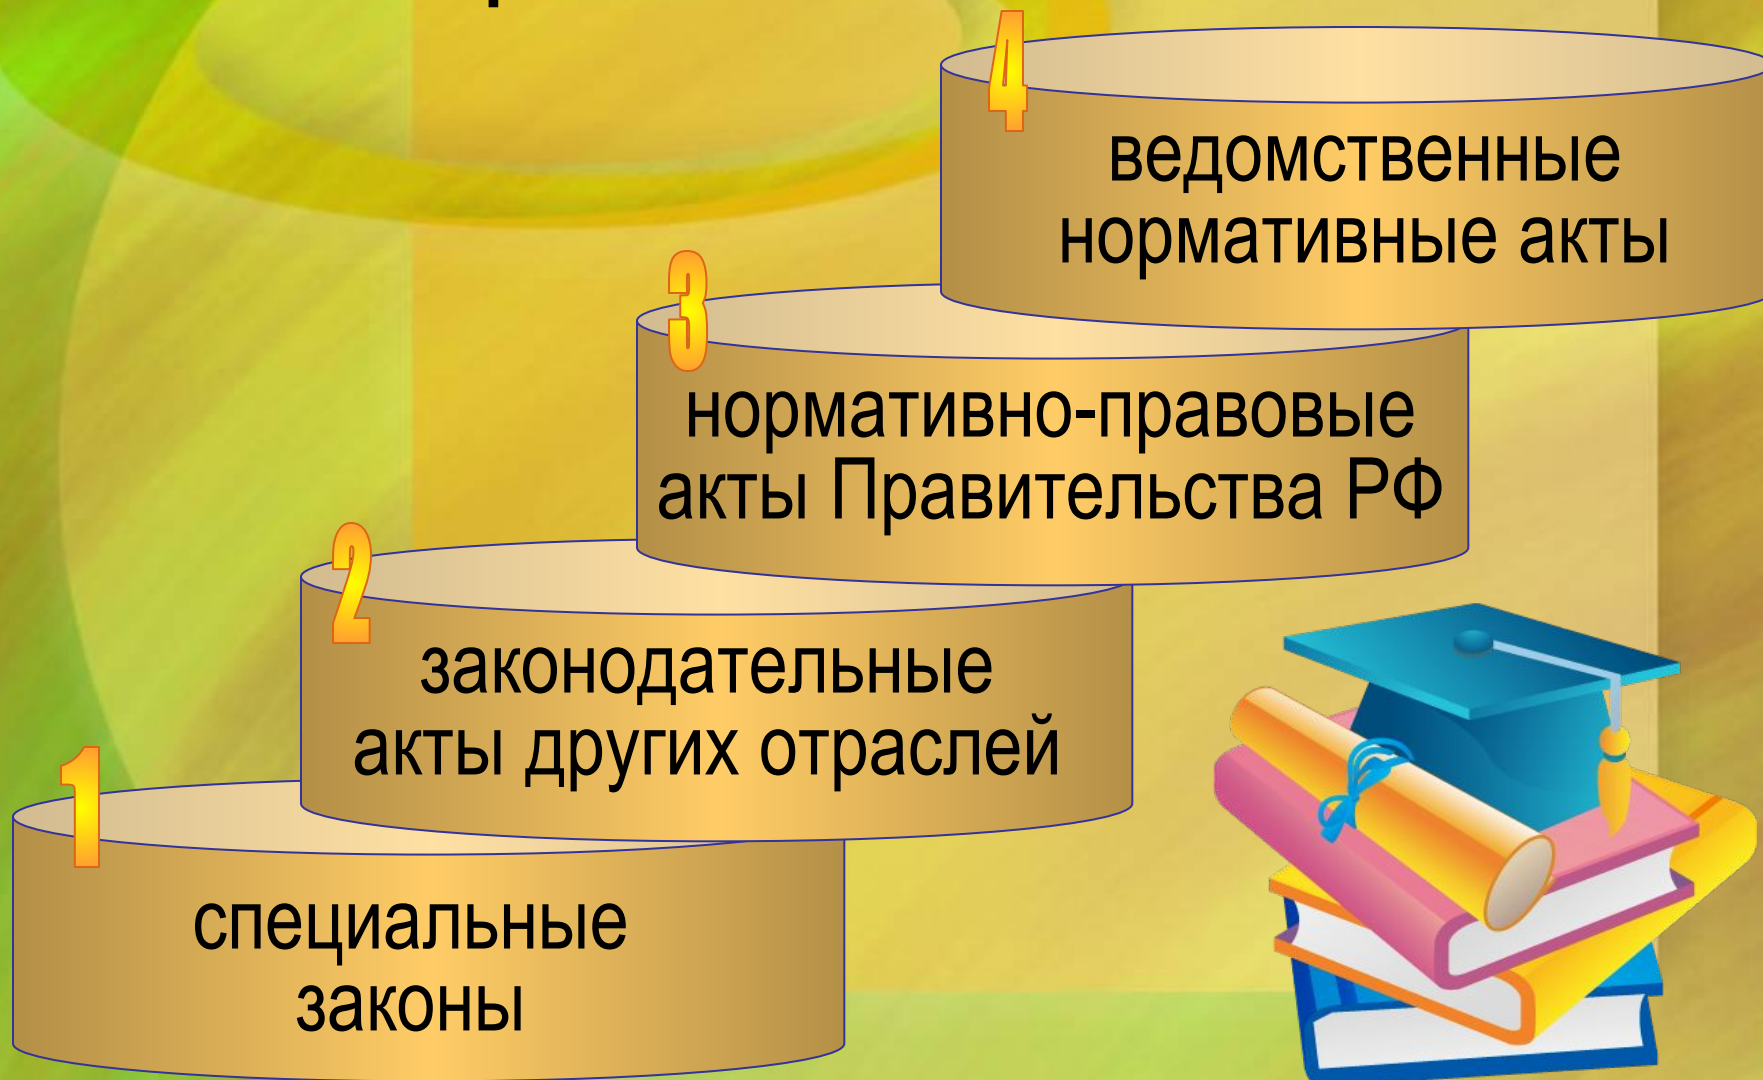 4
ведомственные
нормативные акты
3
нормативно-правовые
акты Правительства РФ
2
законодательные
акты других отраслей
1
специальные
законы